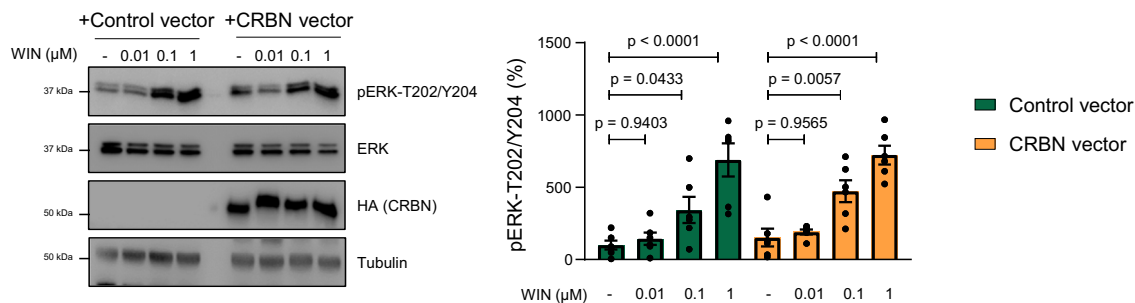 +Control vector +CRBN vector
WIN (μM) - 0.01 0.1 1 - 0.01 0.1 1
37 kDa pERK-T202/Y204
37 kDa ERK
50 kDa HA (CRBN)
50 kDa Tubulin
pERK-T202/Y204 (%)
1500
1000
500
0
p < 0.0001 p < 0.0001
p = 0.0433 p = 0.0057
p = 0.9403 p = 0.9565
WIN (μM) - 0.01 0.1 1 - 0.01 0.1 1
Control vector
CRBN vector